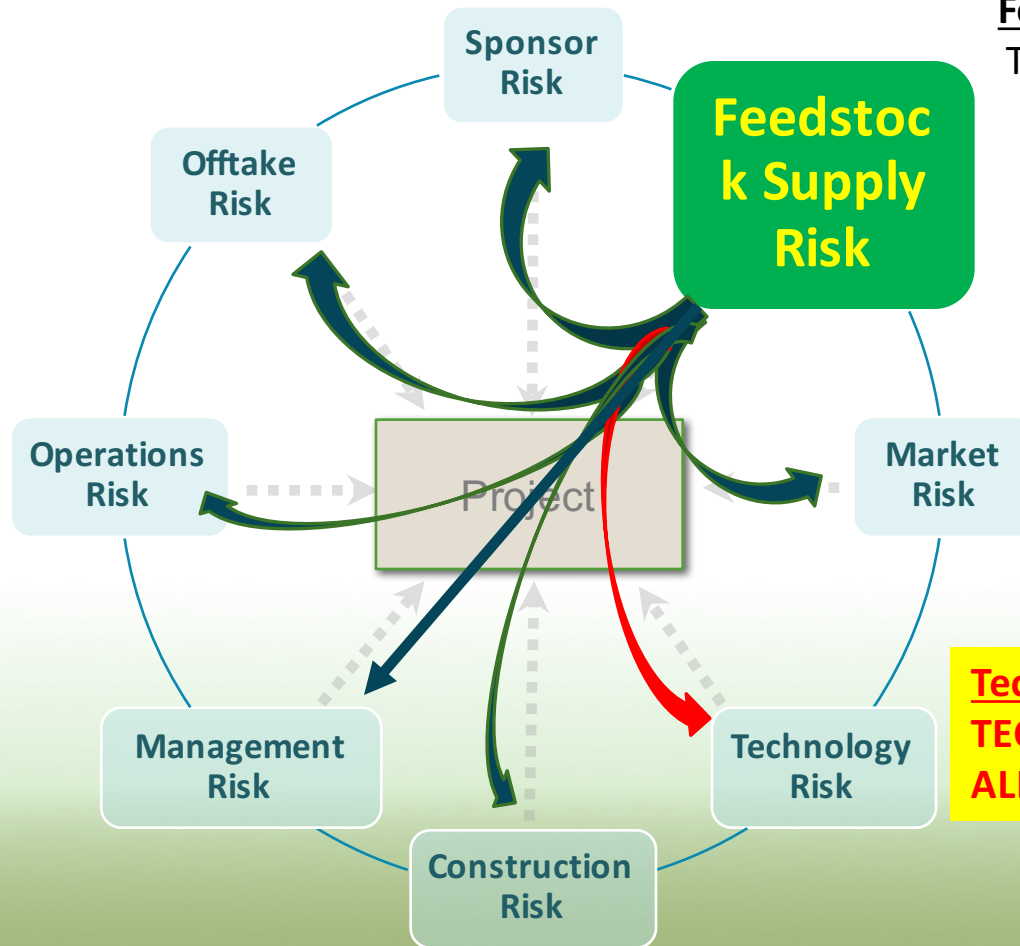 Sponsor
Risk
Feedstoc
k Supply
Risk
Offtake
Risk
Operations
Risk
Project
Market
Risk
Management
Risk
Technology
Risk
Construction
Risk